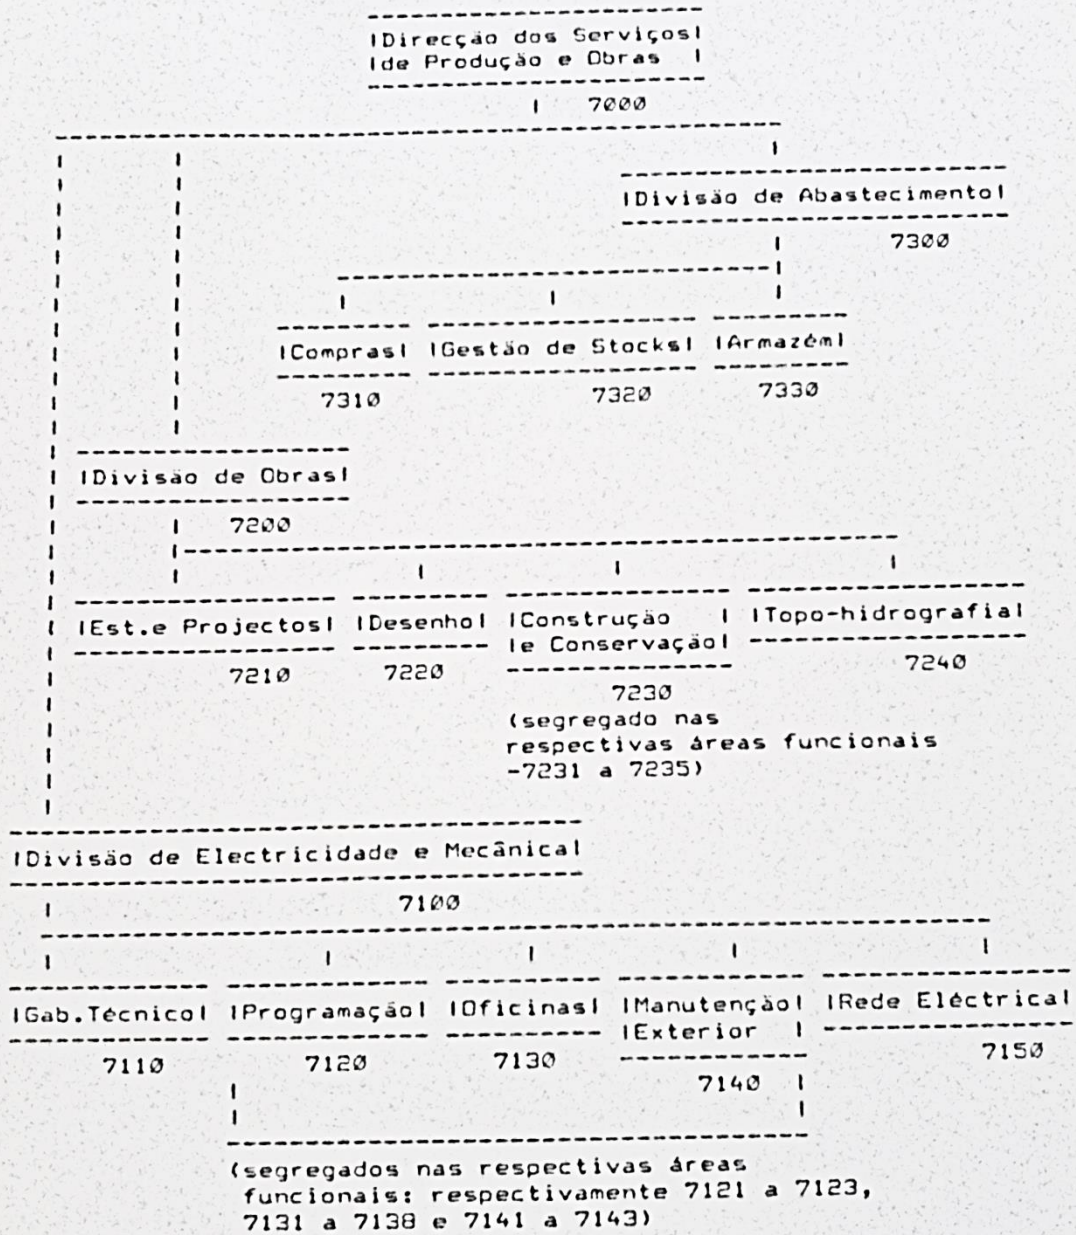 Direcção dos Serviços
de Produção e Obras
7000
Divisão de Abastecimento
7300
Compras Gestão de Stocks Armazém
7310 7320 7330
Divisão de Obras
7200
Est.e Projectos Desenho Construção Topo-hidrografia
e Conservação
7210 7220 7240
7230
(segregado nas
respectivas áreas funcionais
-7231 a 7235)
Divisão de Electricidade e Mecânica
7100
Gab.Técnico Programação Oficinas Manutenção Rede Eléctrica
Exterior
7110 7120 7130 7150
7140
(segregados nas respectivas áreas
funcionais: respectivamente 7121 a 7123,
7131 a 7138 e 7141 a 7143)